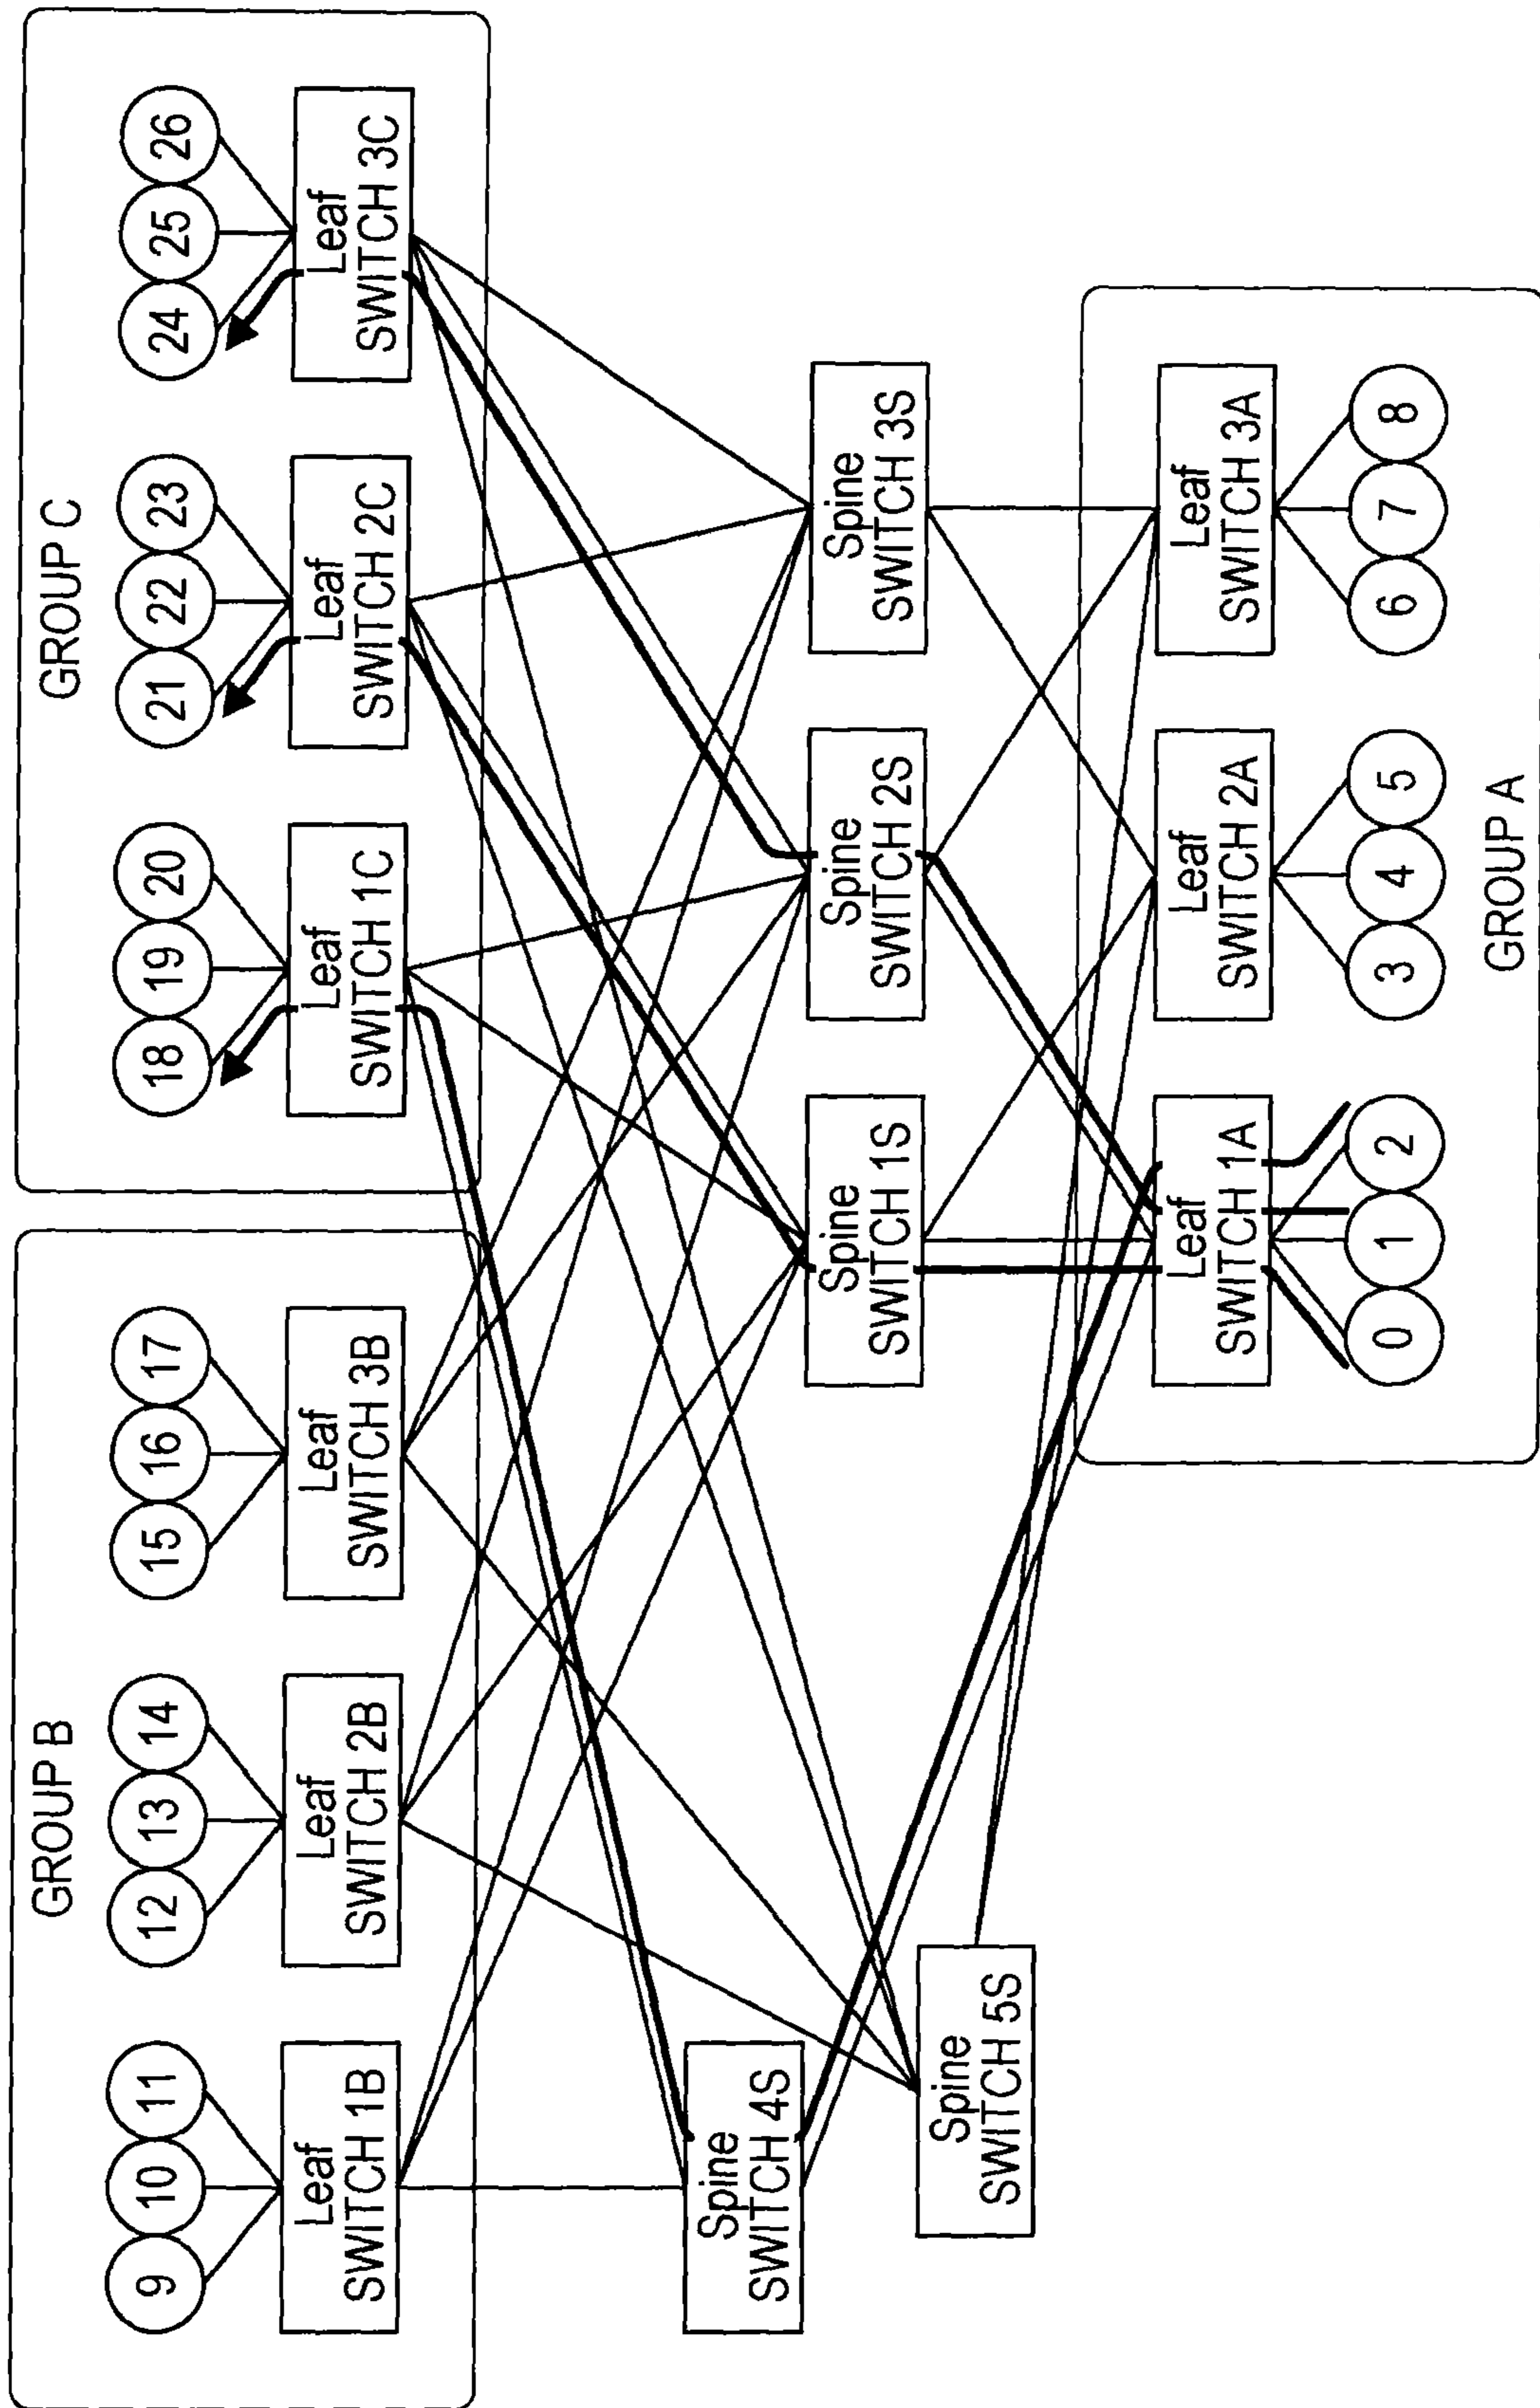 GROUP B
9
10
11
12
13
14
15
16
17
Leaf
SWITCH 1B
Leaf
SWITCH 2B
Leaf
SWITCH 3B
GROUP C
18
19
20
21
22
23
24
25
26
Leaf
SWITCH 1C
Leaf
SWITCH 2C
Leaf
SWITCH 3C
Spine
SWITCH 4S
Spine
SWITCH 5S
Spine
SWITCH 1S
Spine
SWITCH 2S
Spine
SWITCH 3S
Leaf
SWITCH 1A
Leaf
SWITCH 2A
Leaf
SWITCH 3A
0
1
2
3
4
5
6
7
8
GROUP A